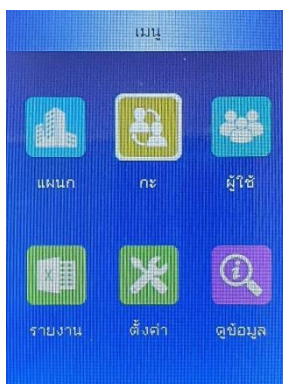 เมนู
แผนก กะ ผู้ใช้
รายงาน ตั้งค่า ดูข้อมูล